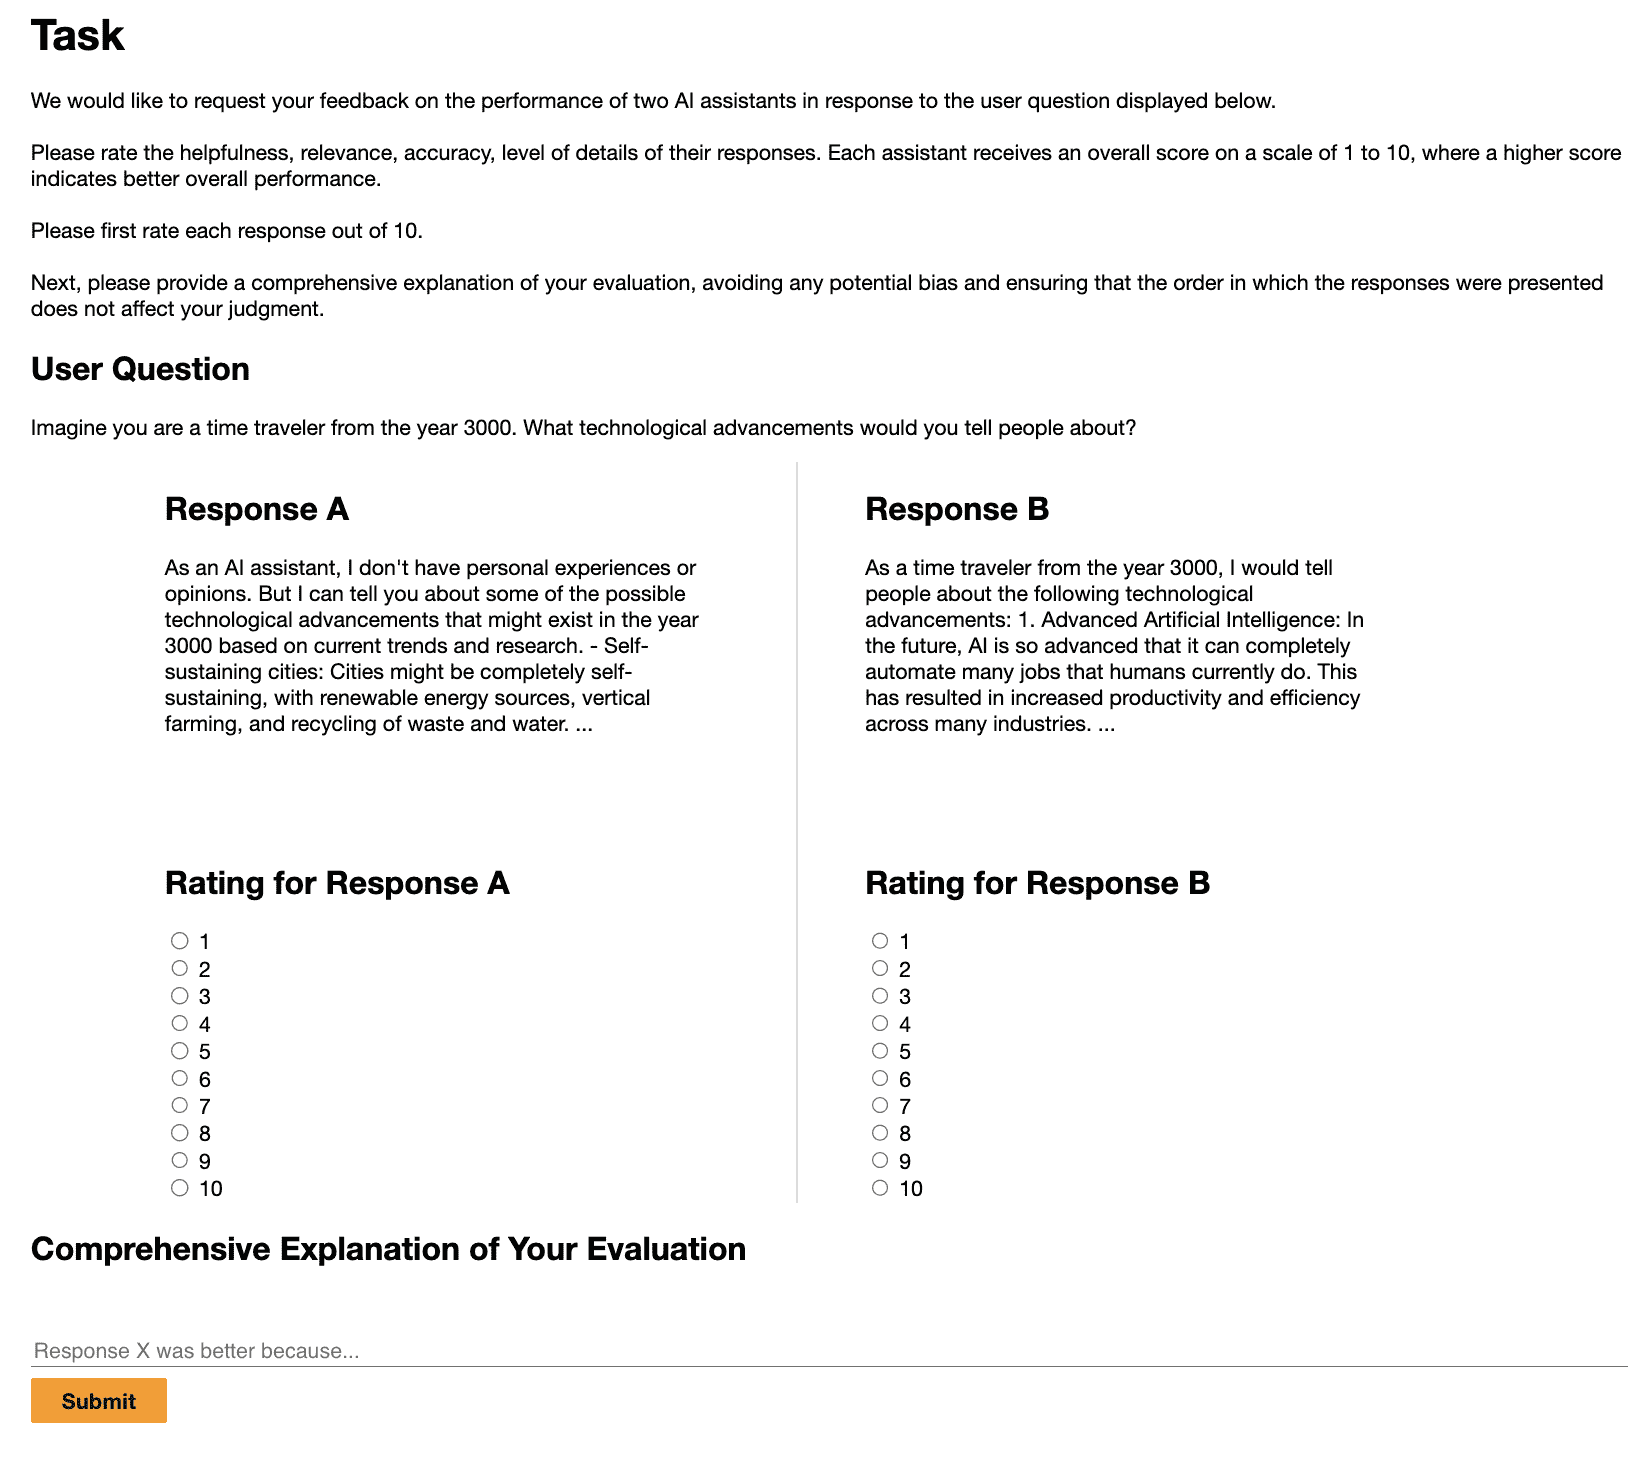 Task
We would like to request your feedback on the performance of two AI assistants in response to the user question displayed below.
Please rate the helpfulness, relevance, accuracy, level of details of their responses. Each assistant receives an overall score on a scale of 1 to 10, where a higher score
indicates better overall performance.
Please first rate each response out of 10.
Next, please provide a comprehensive explanation of your evaluation, avoiding any potential bias and ensuring that the order in which the responses were presented
does not affect your judgment.
User Question
Imagine you are a time traveler from the year 3000. What technological advancements would you tell people about?
Response A
As an AI assistant, I don't have personal experiences or
opinions. But I can tell you about some of the possible
technological advancements that might exist in the year
3000 based on current trends and research. - Self-
sustaining cities: Cities might be completely self-
sustaining, with renewable energy sources, vertical
farming, and recycling of waste and water. ...
Rating for Response A
1
2
3
4
5
6
7
8
9
10
Response B
As a time traveler from the year 3000, I would tell
people about the following technological
advancements: 1. Advanced Artificial Intelligence: In
the future, AI is so advanced that it can completely
automate many jobs that humans currently do. This
has resulted in increased productivity and efficiency
across many industries. ...
Rating for Response B
1
2
3
4
5
6
7
8
9
10
Comprehensive Explanation of Your Evaluation
Response X was better because...
Submit